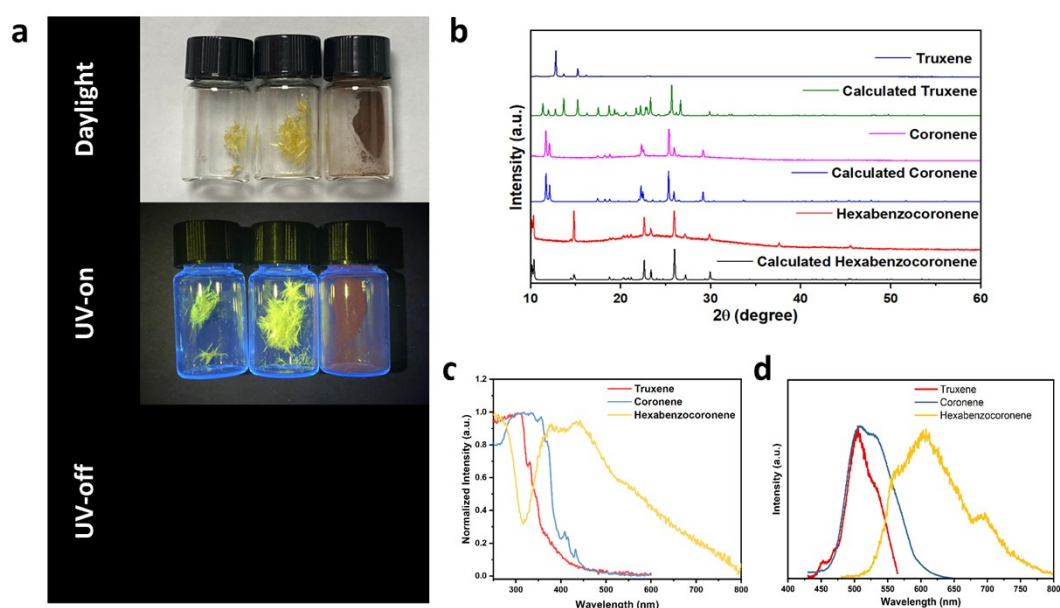 a
Daylight
UV-on
UV-off
b
Intensity (a.u.)
Truxene
Calculated Truxene
Coronene
Calculated Coronene
Hexabenzocoronene
Calculated Hexabenzocoronene
10 20 30 40 50 60
2θ (degree)
c
Normalized Intensity (a.u.)
1.2
1.0
0.8
0.6
0.4
0.2
0.0
Truxene
Coronene
Hexabenzocoronene
300 400 500 600 700 800
Wavelength (nm)
d
Intensity (a.u.)
Truxene
Coronene
Hexabenzocoronene
400 450 500 550 600 650 700 750 800
Wavelength (nm)